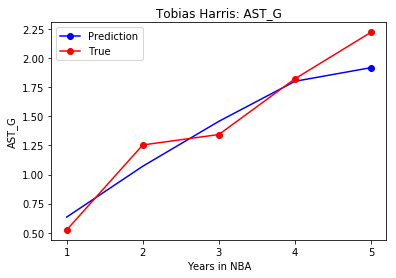 Tobias Harris: AST_G
Prediction
True
AST_G
2.25
2.00
1.75
1.50
1.25
1.00
0.75
0.50
1 2 3 4 5
Years in NBA